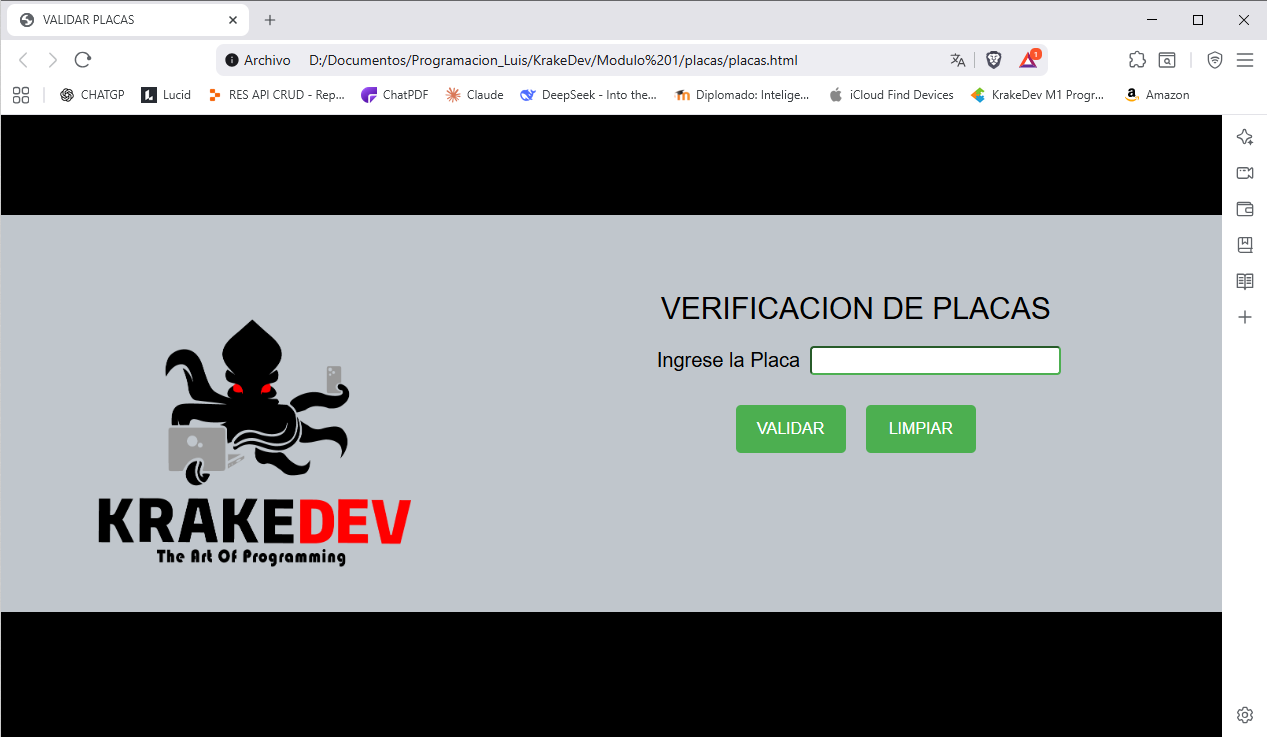 VALIDAR PLACAS
Archivo D:/Documentos/Programacion_Luis/KrakeDev/Modulo%201/placas/placas.html
1
CHATGP Lucid RES API CRUD - Rep... ChatPDF Claude DeepSeek - Into the... Diplomado: Intelige... iCloud Find Devices KrakeDev M1 Progr... Amazon
VERIFICACION DE PLACAS
Ingrese la Placa
VALIDAR LIMPIAR
KRAKEDEV
The Art Of Programming